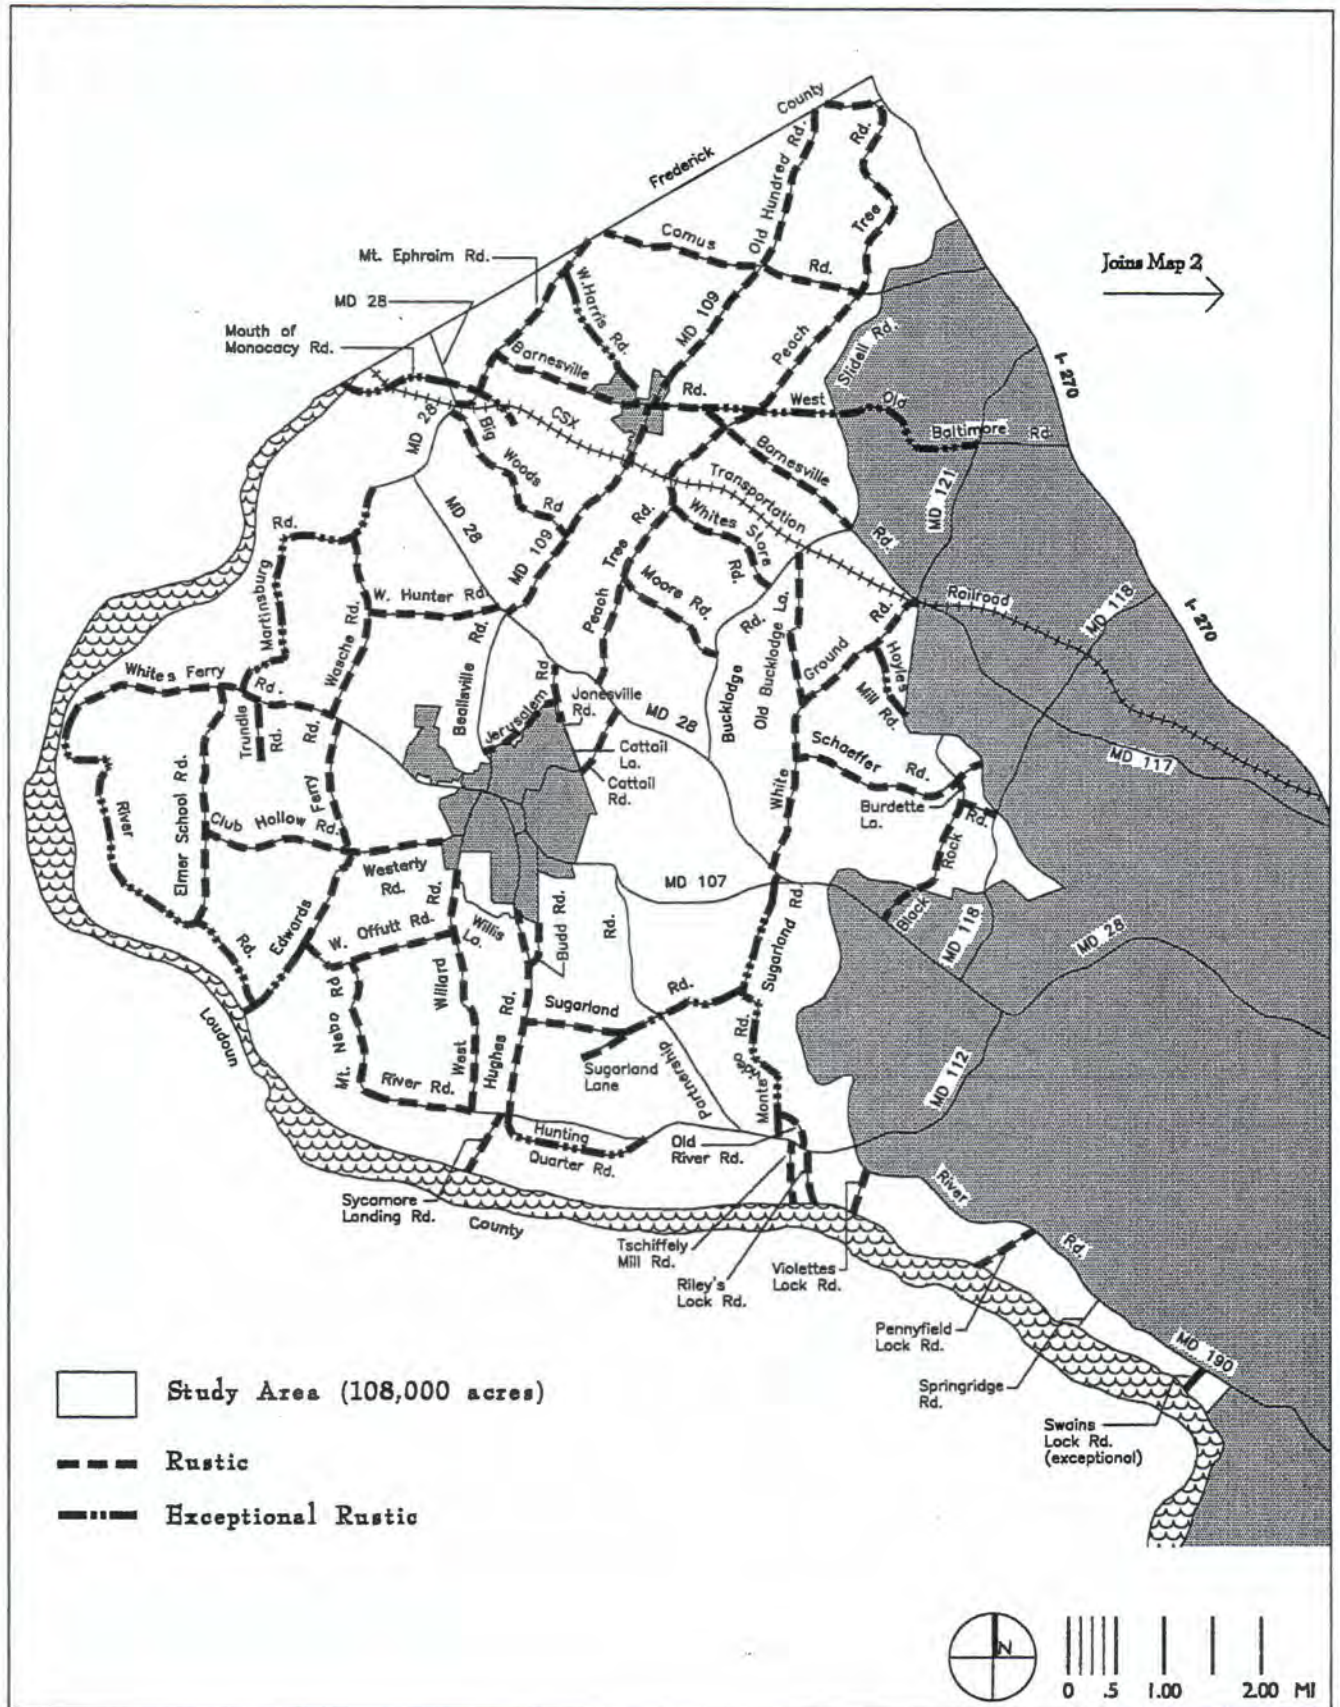 County
Frederick
Old Hundred Rd.
Rd.
Tree
Comus
Rd.
Mt. Ephraim Rd.
W. Harris Rd.
MD 28
MD 109
Joins Map 2
Mouth of
Monocacy Rd.
Peach
Slidell Rd.
I-270
Barnesville
Rd.
West
Old
Baltimore
Rd.
CSX
MD 28
Big
Woods
Rd
Barnesville
Rd.
Transportation
MD 121
MD 28
MD 109
Rd.
Whites Store
Rd.
Rd.
Tree
Moore Rd.
Railroad
MD 118
I-270
Martinsburg
W. Hunter Rd.
Rd.
Wasche Rd.
Peach
Rd.
Old Bucklodge La.
Rd.
Ground
Hoyles
Mill Rd.
Whites Ferry
Rd.
Beallsville
Jerusalem Rd
Jonesville
Rd.
MD 28
Bucklodge
Trundle
Rd.
Rd.
Cattail
La.
Schaeffer
Rd.
MD 117
Cattail
Rd.
White
Burdette
La.
River
Elmer School Rd.
Ferry
Club Hollow Rd.
Rd.
Rock
Westerly
Rd.
MD 107
Rd.
Black
Edwards
W. Offutt Rd.
Rd.
Willis
La.
Budd Rd.
Rd.
Sugarland
MD 118
MD 28
Rd.
Willard
Mt. Nebo Rd
Rd.
Sugarland
Rd.
Rd.
Loudoun
West
Hughes
Sugarland
Lane
Partnership
MD 112
River Rd.
Monte
Hunting
Quarter Rd.
Old
River Rd.
River
Rd.
Sycamore
Landing Rd.
County
Tschiffely
Mill Rd.
Violettes
Lock Rd.
Riley's
Lock Rd.
Pennyfield
Lock Rd.
MD 190
Springridge
Rd.
Swains
Lock Rd.
(exceptional)
Study Area (108,000 acres)
Rustic
Exceptional Rustic
N
0 .5 1.00 2.00 MI